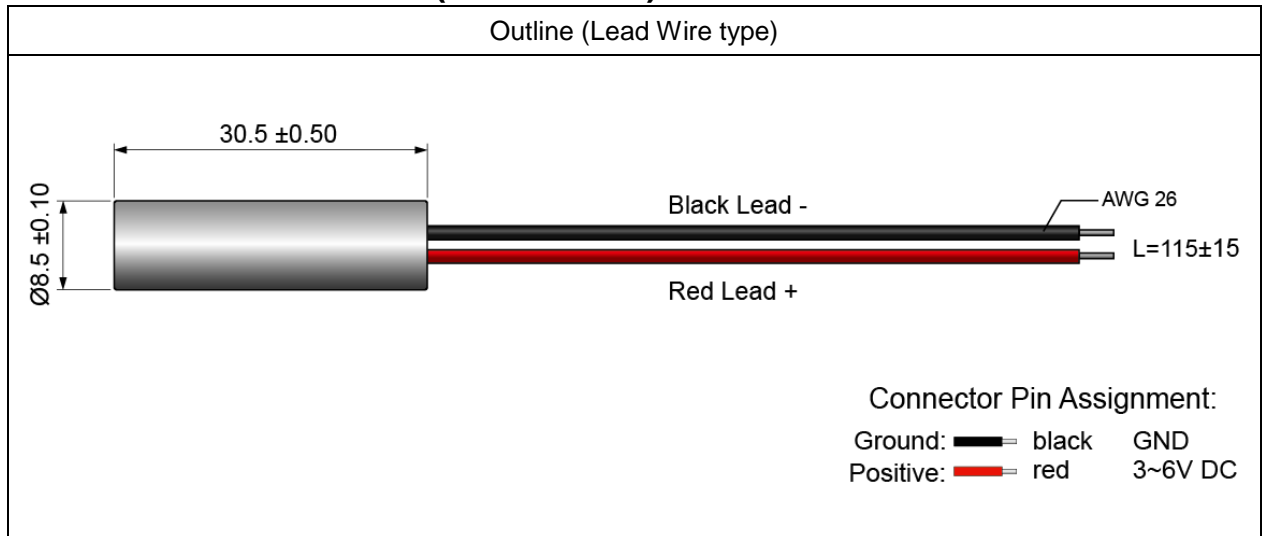 Outline (Lead Wire type)
30.5 ±0.50
Ø8.5 ±0.10
Black Lead -
AWG 26
L=115±15
Red Lead +
Connector Pin Assignment:
Ground: black GND
Positive: red 3~6V DC